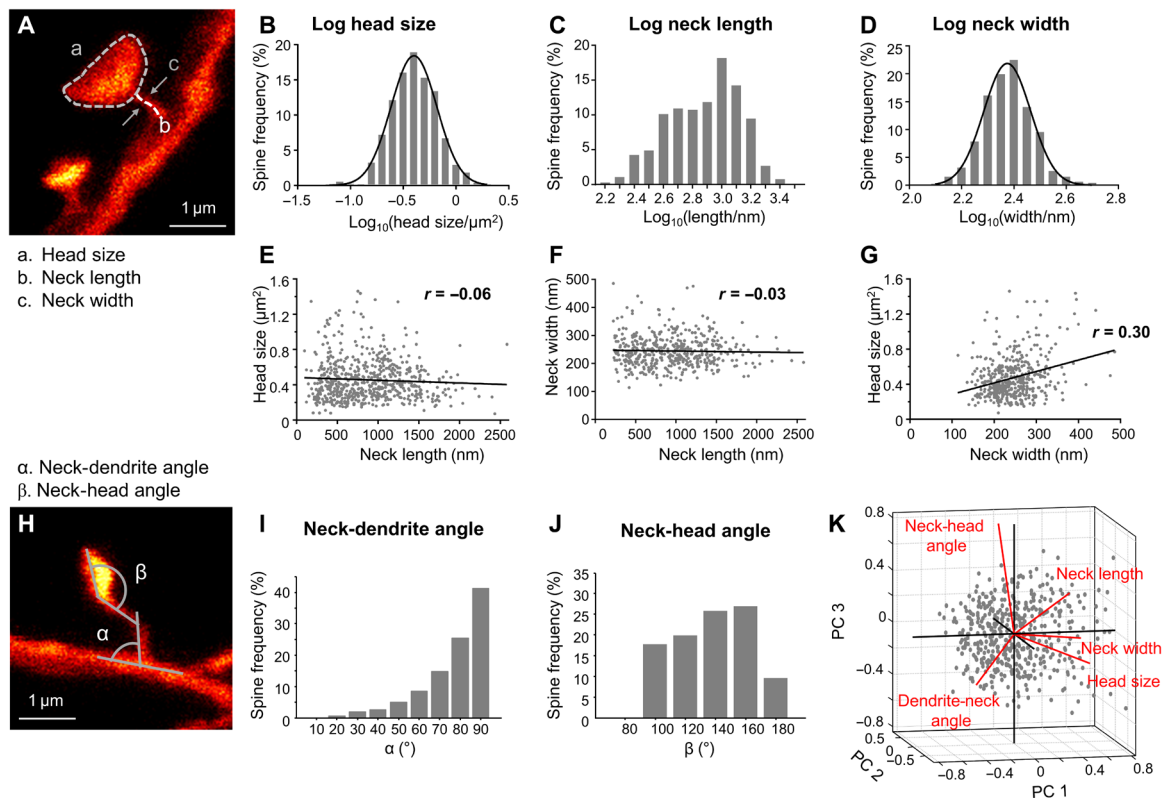 A
a
c
b
1 µm
a. Head size
b. Neck length
c. Neck width
B
Log head size
Spine frequency (%)
20
15
10
5
0
−1.5
−1.0
−0.5
0
0.5
Log10(head size/µm2)
C
Log neck length
Spine frequency (%)
20
15
10
5
0
2.2
2.4
2.6
2.8
3.0
3.2
3.4
Log10(length/nm)
D
Log neck width
Spine frequency (%)
25
20
15
10
5
0
2.0
2.2
2.4
2.6
2.8
Log10(width/nm)
E
Head size (µm2)
1.6
1.2
0.8
0.4
0
r = −0.06
0
500
1000
1500
2000
2500
Neck length (nm)
F
Neck width (nm)
500
400
300
200
100
0
r = −0.03
0
500
1000
1500
2000
2500
Neck length (nm)
G
Head size (µm2)
1.6
1.2
0.8
0.4
0
r = 0.30
0
100
200
300
400
500
Neck width (nm)
α. Neck-dendrite angle
β. Neck-head angle
H
β
α
1 µm
I
Neck-dendrite angle
Spine frequency (%)
40
30
20
10
0
10
20
30
40
50
60
70
80
90
α (°)
J
Neck-head angle
Spine frequency (%)
35
30
25
20
15
10
5
0
80
100
120
140
160
180
β (°)
K
0.8
0.4
0
−0.4
−0.8
PC 3
Neck-head
angle
Neck length
Neck width
Head size
Dendrite-neck
angle
0.5
0
−0.5
PC 2
−0.8
−0.4
0
0.4
0.8
PC 1